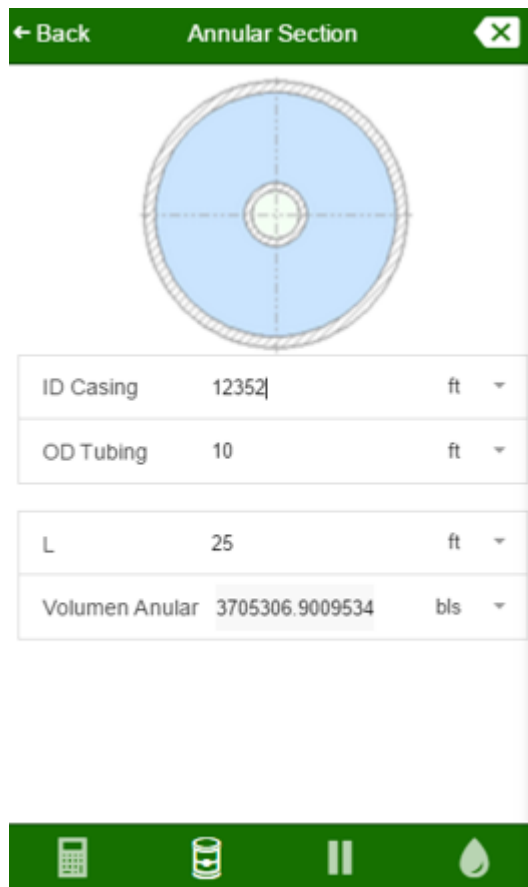 ← Back Annular Section
ID Casing 12352 ft
OD Tubing 10 ft
L 25 ft
Volumen Anular 3705306.9009534 bls